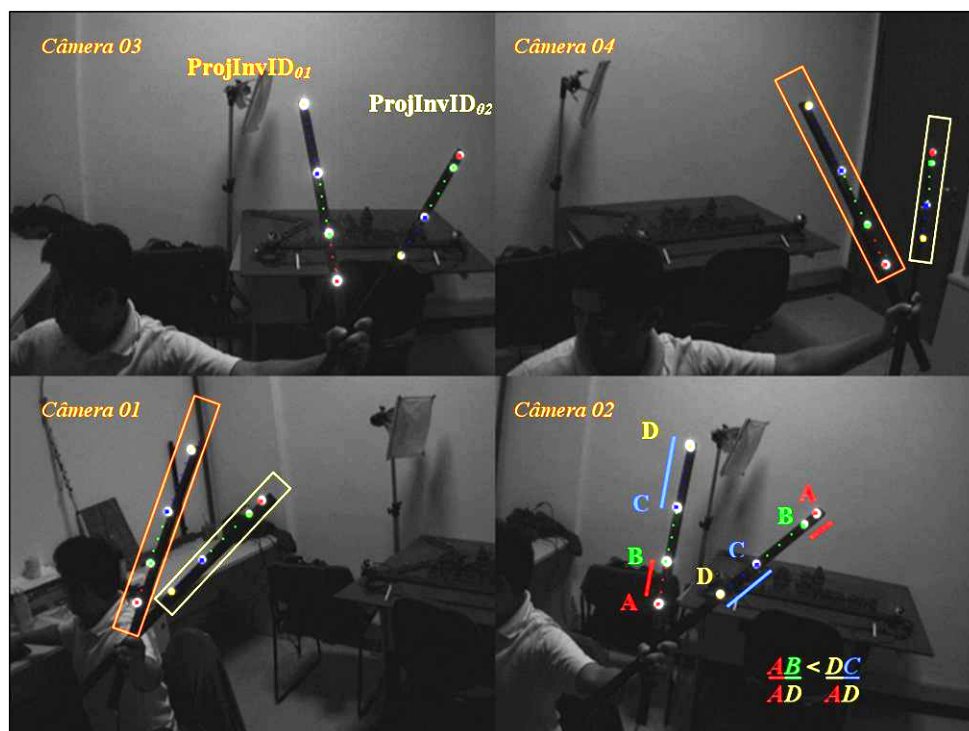 Câmera 03
ProjInvID01
ProjInvID02
Câmera 04
Câmera 01
Câmera 02
D
C
B
A
A
B
C
D
AB < DC
AD AD